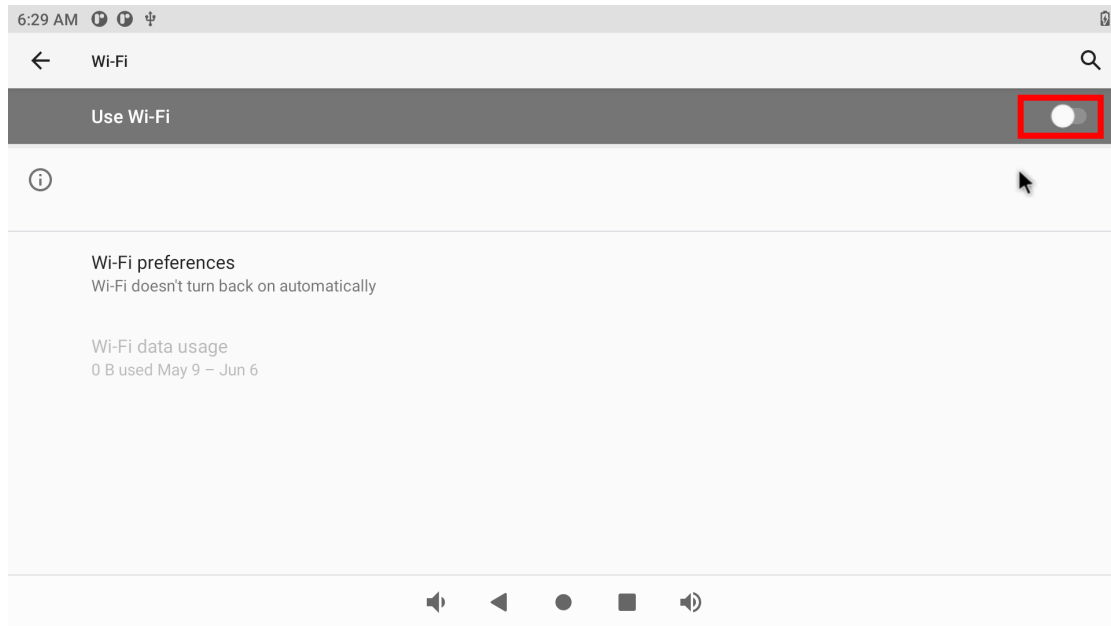 6:29 AM
Wi-Fi
Use Wi-Fi
Wi-Fi preferences
Wi-Fi doesn't turn back on automatically
Wi-Fi data usage
0 B used May 9 – Jun 6